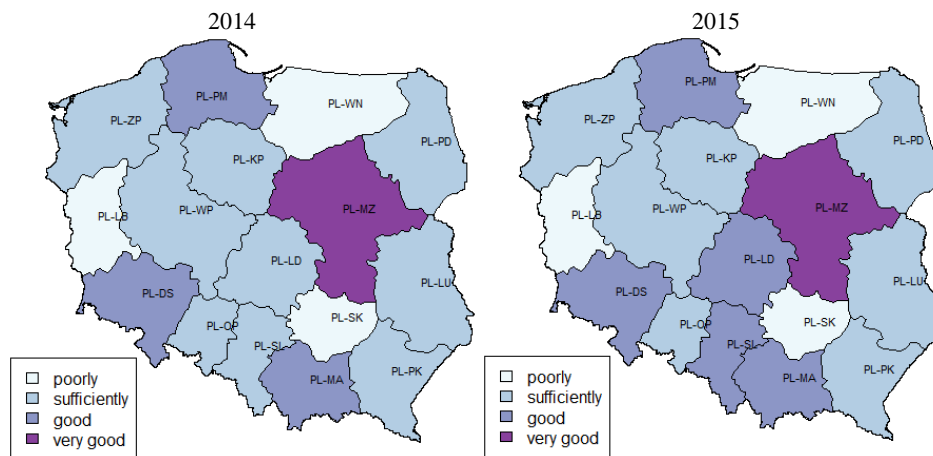 2014
PL-PM
PL-WN
PL-ZP
PL-PD
PL-KP
PL-LB
PL-WP
PL-MZ
PL-LD
PL-LU
PL-DS
PL-SK
PL-OP
PL-SL
PL-MA
PL-PK
poorly
sufficiently
good
very good
2015
PL-PM
PL-WN
PL-ZP
PL-PD
PL-KP
PL-LB
PL-WP
PL-MZ
PL-LD
PL-LU
PL-DS
PL-SK
PL-OP
PL-SL
PL-MA
PL-PK
poorly
sufficiently
good
very good